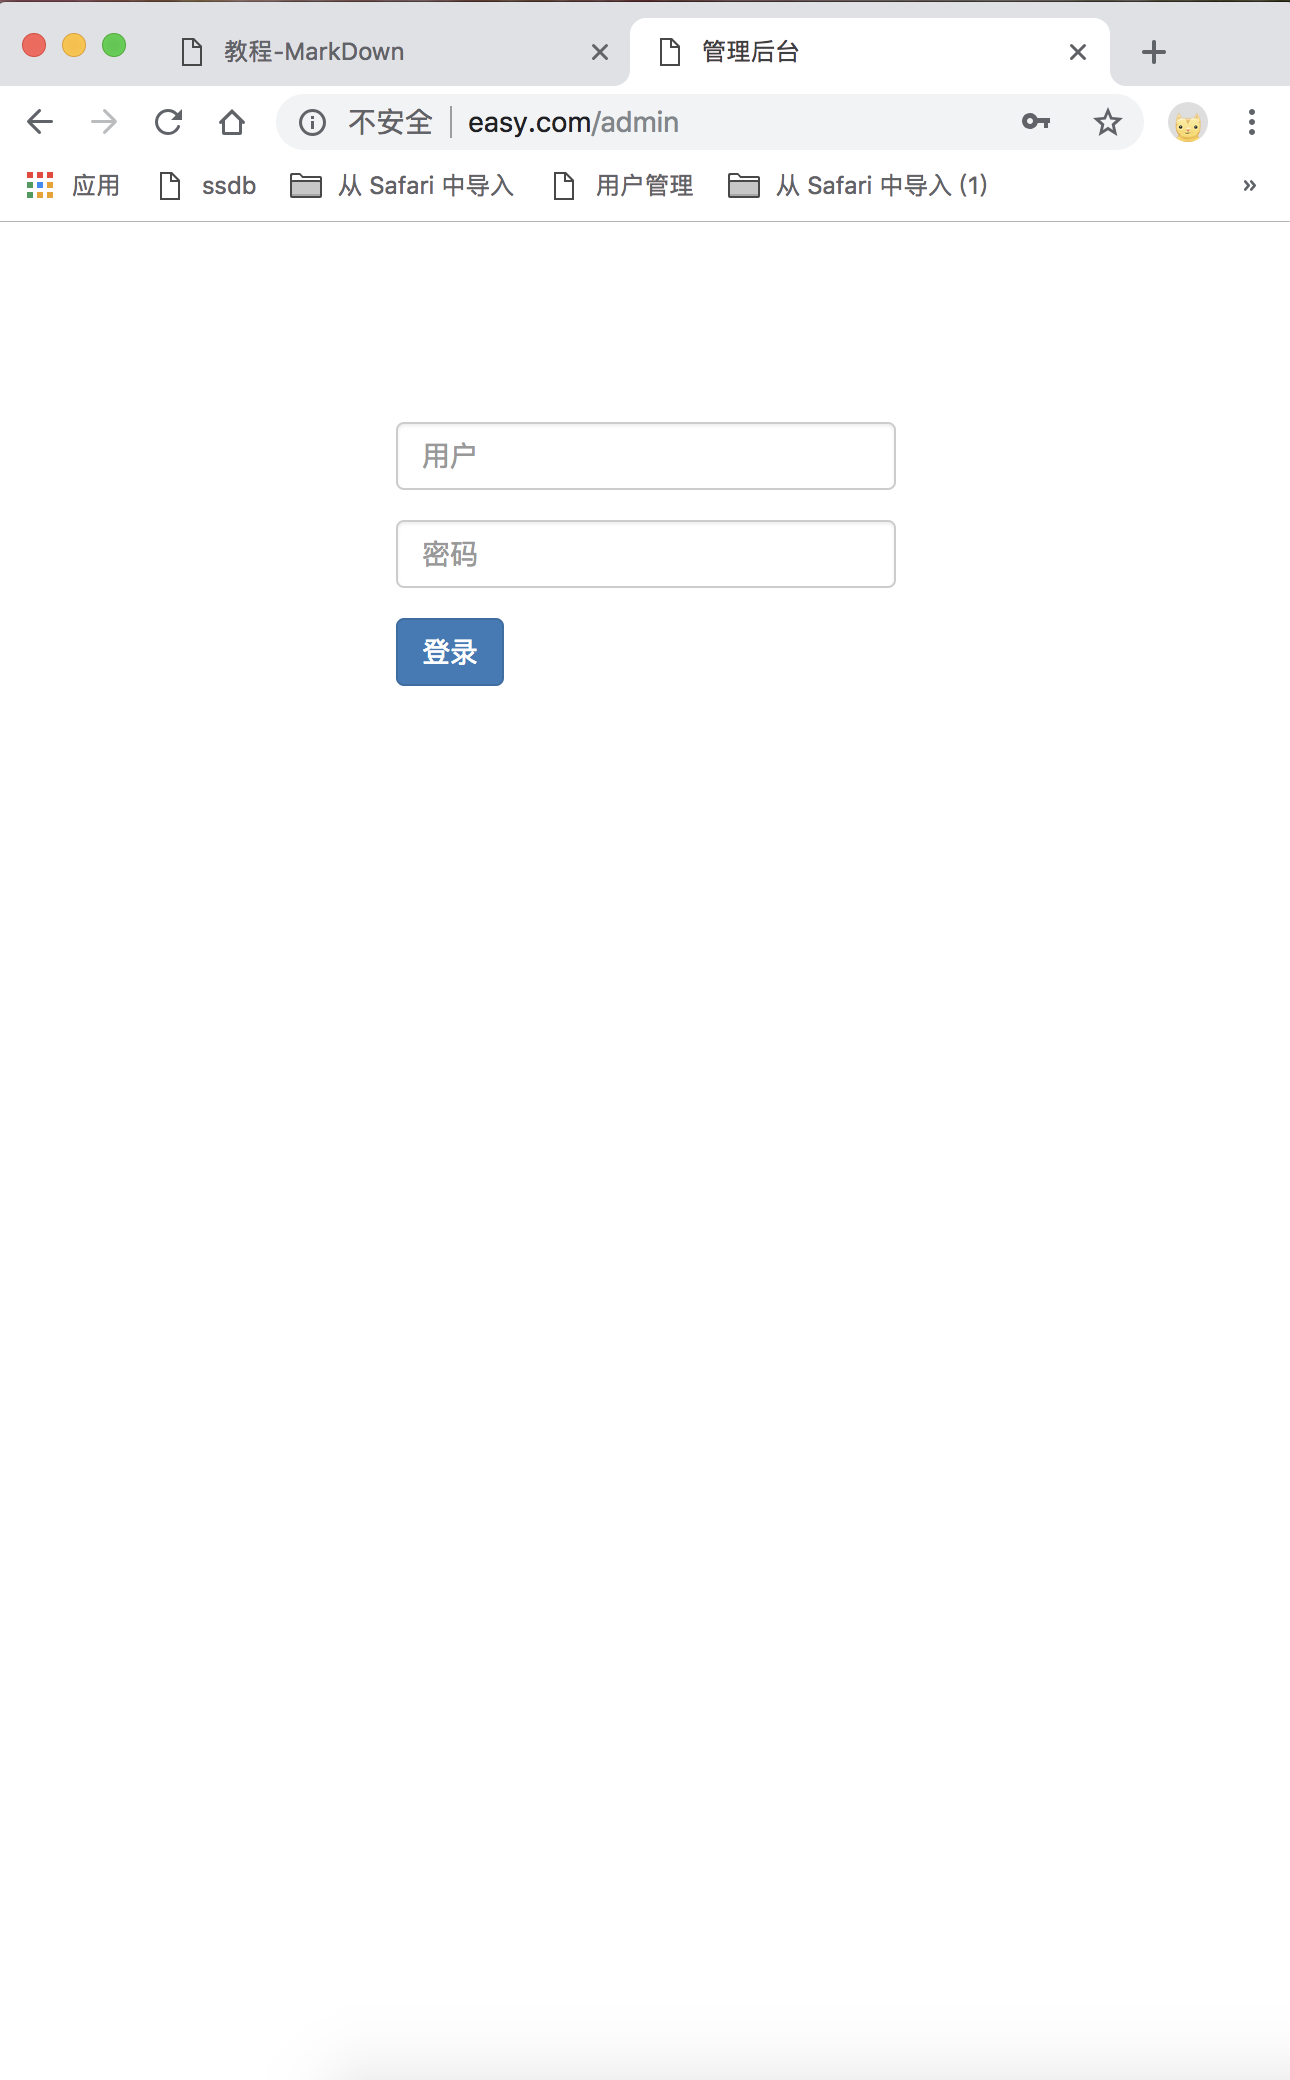 教程-MarkDown
管理后台
不安全 easy.com/admin
应用 ssdb 从 Safari 中导入 用户管理 从 Safari 中导入 (1) »
用户
密码
登录